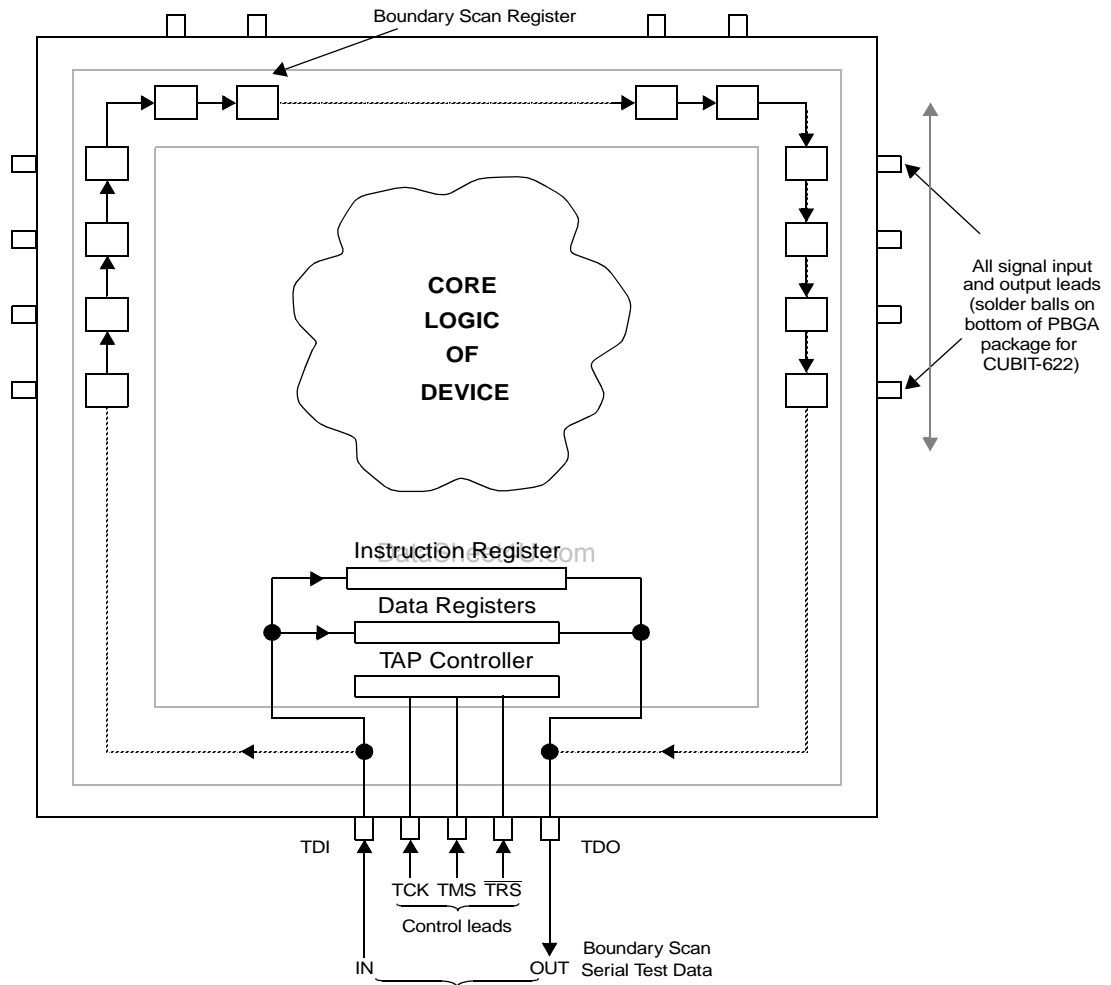 Boundary Scan Register
All signal input
and output leads
(solder balls on
bottom of PBGA
package for
CUBIT-622)
CORE
LOGIC
OF
DEVICE
DataSheet4U.com
Instruction Register
Data Registers
TAP Controller
TDI
TDO
TCK TMS TRS
Control leads
IN
OUT
Boundary Scan
Serial Test Data